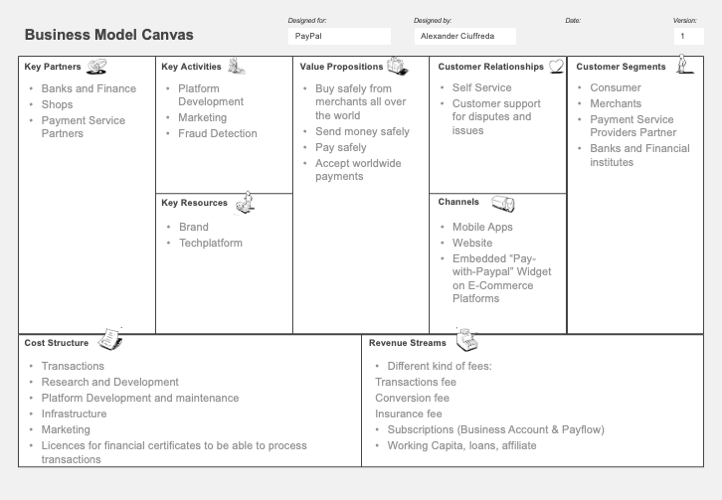 Business Model Canvas
Designed for:
PayPal
Designed by:
Alexander Ciuffreda
Date:
Version:
1
Key Partners
• Banks and Finance
• Shops
• Payment Service
Partners
Key Activities
• Platform
Development
• Marketing
• Fraud Detection
Key Resources
• Brand
• Techplatform
Value Propositions
• Buy safely from
merchants all over
the world
• Send money safely
• Pay safely
• Accept worldwide
payments
Customer Relationships
• Self Service
• Customer support
for disputes and
issues
Channels
• Mobile Apps
• Website
• Embedded “Pay-
with-Paypal” Widget
on E-Commerce
Platforms
Customer Segments
• Consumer
• Merchants
• Payment Service
Providers Partner
• Banks and Financial
institutes
Cost Structure
• Transactions
• Research and Development
• Platform Development and maintenance
• Infrastructure
• Marketing
• Licences for financial certificates to be able to process
transactions
Revenue Streams
• Different kind of fees:
Transactions fee
Conversion fee
Insurance fee
• Subscriptions (Business Account & Payflow)
• Working Capita, loans, affiliate